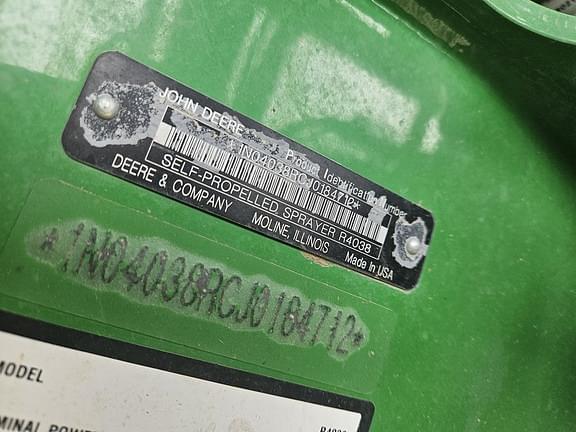 JOHN DEERE
Product Identification Number
*1N04038RCJ0184712*
SELF-PROPELLED SPRAYER R4038
DEERE & COMPANY MOLINE, ILLINOIS Made in USA
*1N04038RCJ0184712*
MODEL